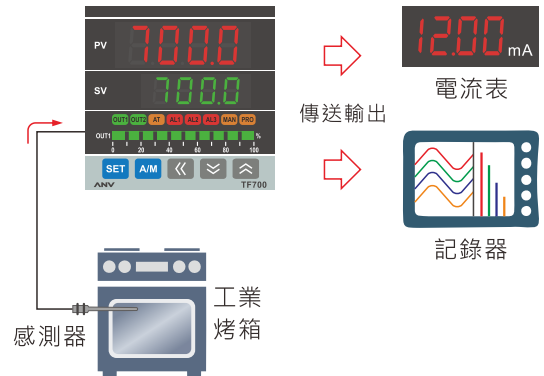 PV 700.0
SV 700.0
OUT1 OUT2 AT AL1 AL2 AL3 MAN PRO
OUT1 %
0 20 40 60 80 100
SET A/M
ANV TF700
12.00 mA
電流表
傳送輸出
記錄器
工業
烤箱
感測器